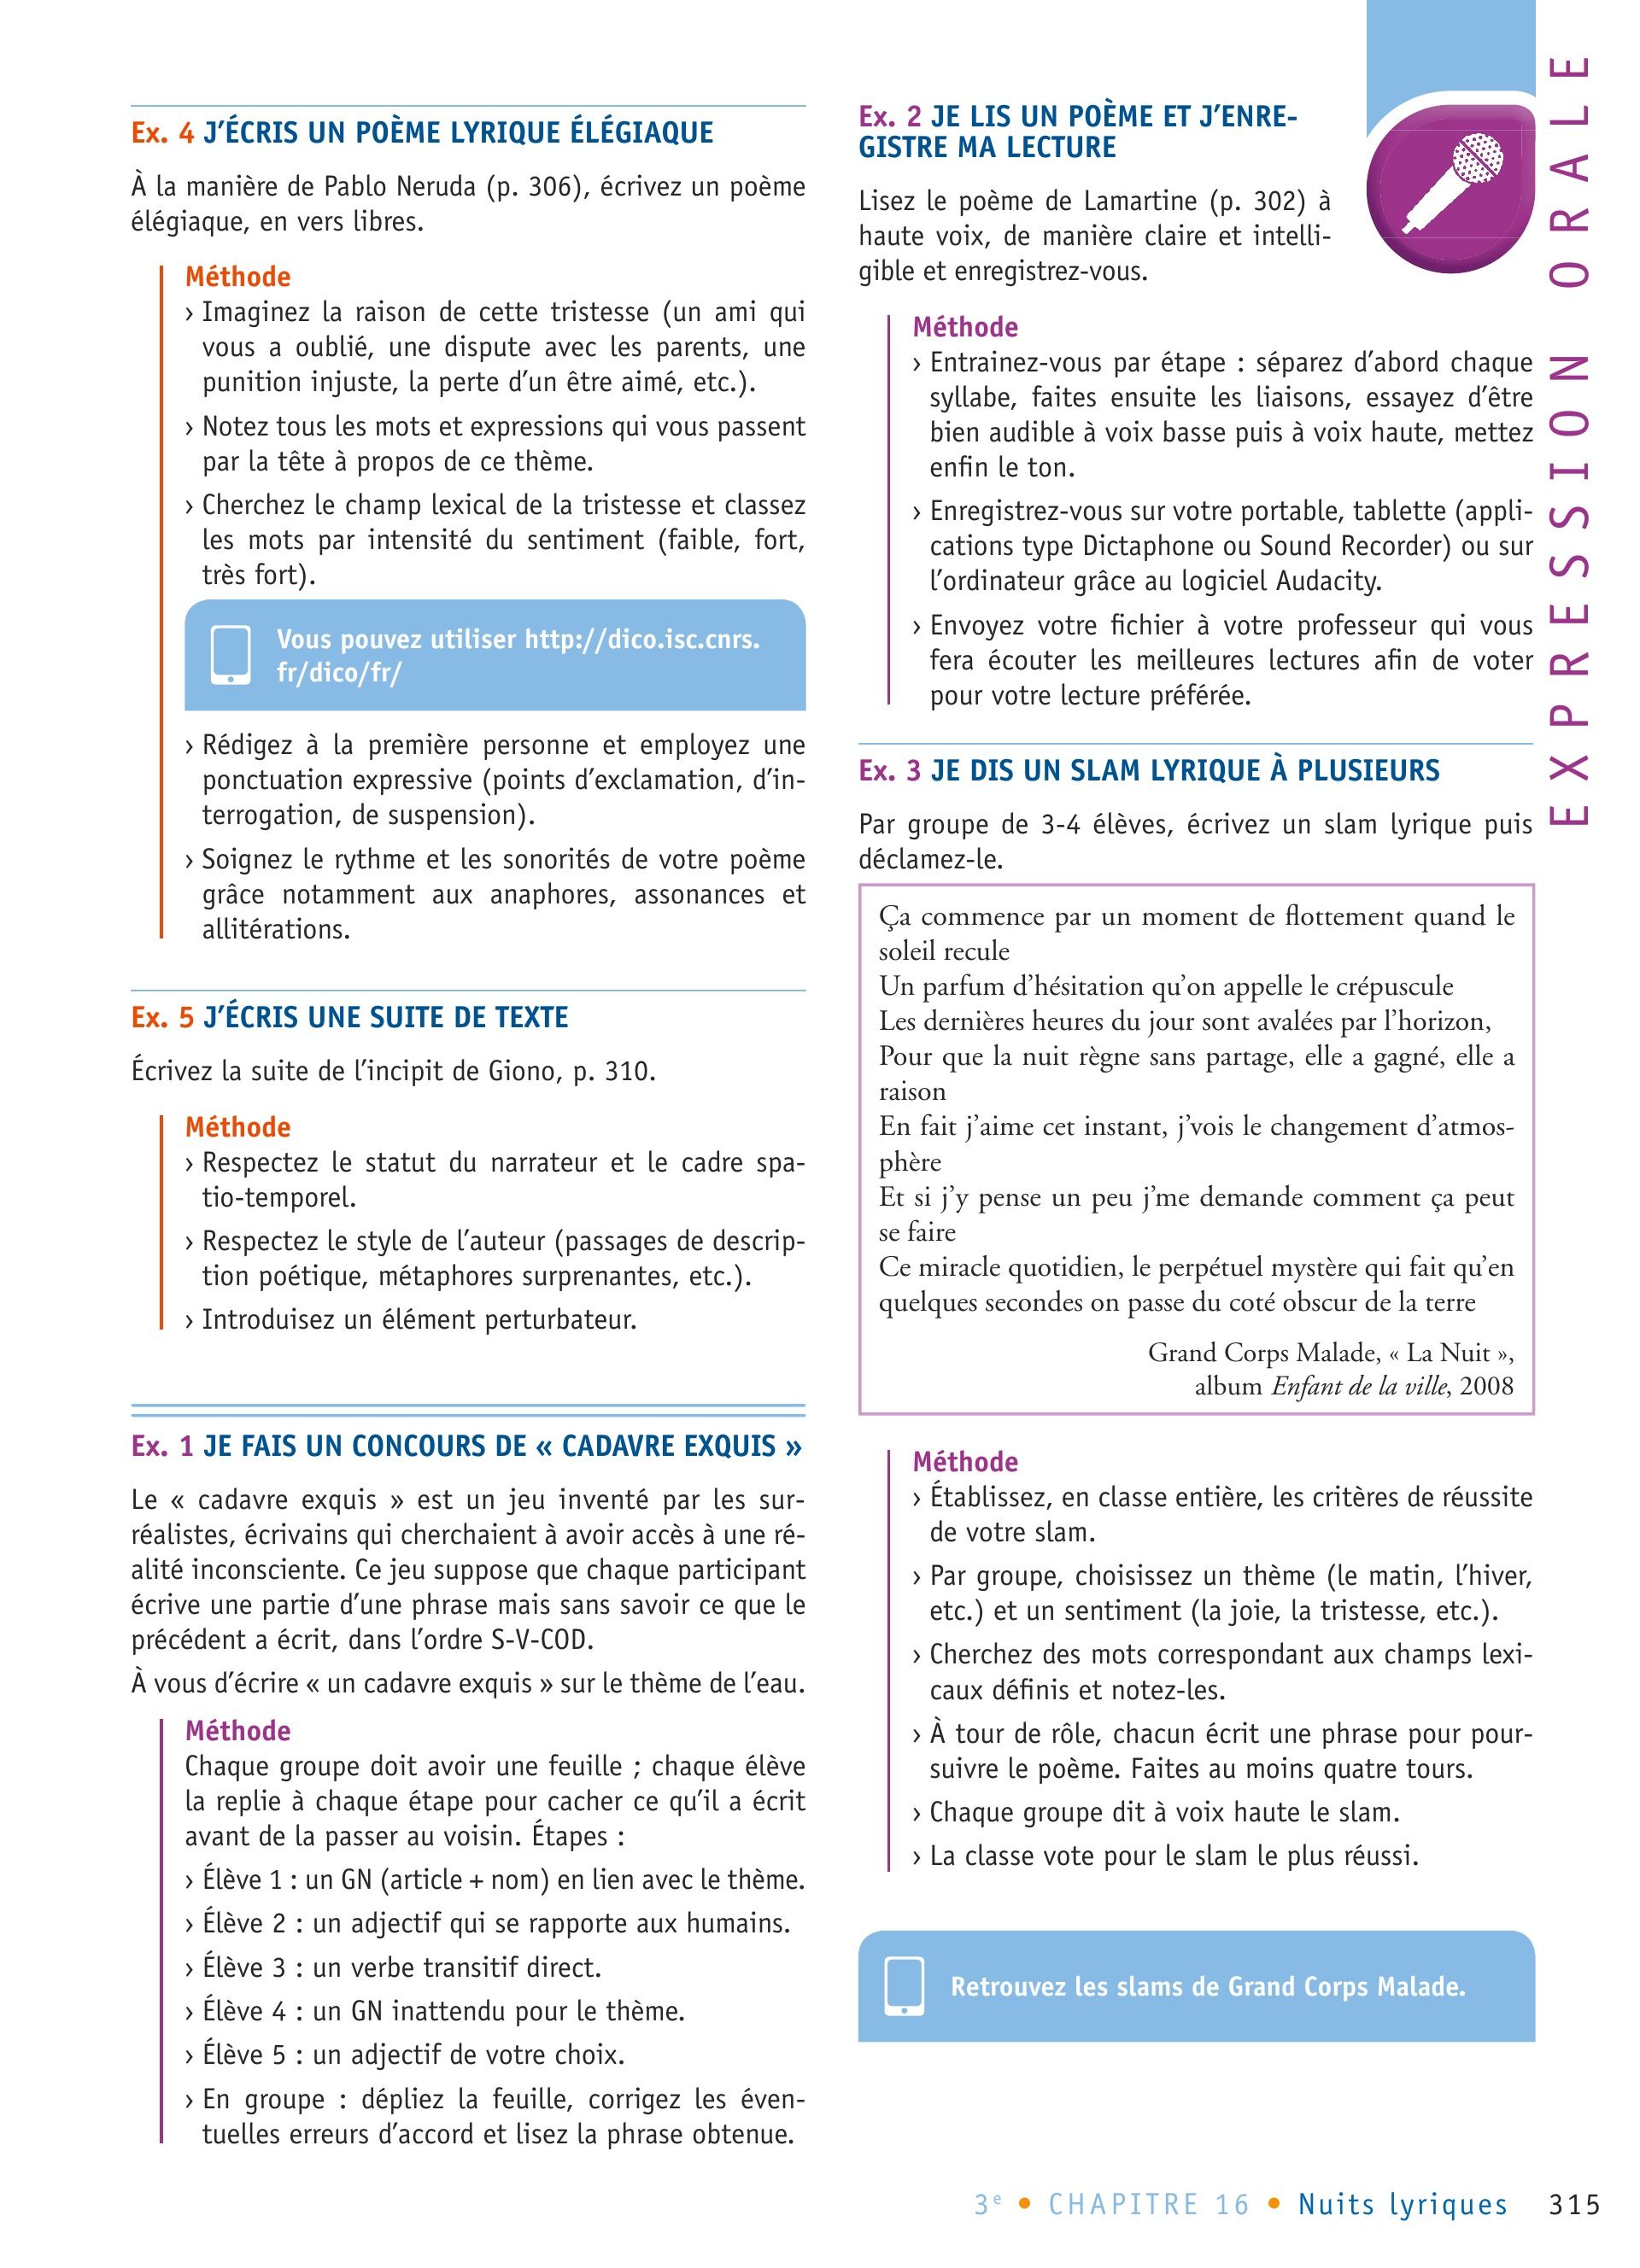 Ex. 4 J'ÉCRIS UN POÈME LYRIQUE ÉLÉGIAQUE
À la manière de Pablo Neruda (p. 306), écrivez un poème
élégiaque, en vers libres.
Méthode
› Imaginez la raison de cette tristesse (un ami qui
vous a oublié, une dispute avec les parents, une
punition injuste, la perte d'un être aimé, etc.).
› Notez tous les mots et expressions qui vous passent
par la tête à propos de ce thème.
› Cherchez le champ lexical de la tristesse et classez
les mots par intensité du sentiment (faible, fort,
très fort).
Vous pouvez utiliser http://dico.isc.cnrs.
fr/dico/fr/
› Rédigez à la première personne et employez une
ponctuation expressive (points d'exclamation, d'in-
terrogation, de suspension).
› Soignez le rythme et les sonorités de votre poème
grâce notamment aux anaphores, assonances et
allitérations.
Ex. 5 J'ÉCRIS UNE SUITE DE TEXTE
Écrivez la suite de l'incipit de Giono, p. 310.
Méthode
› Respectez le statut du narrateur et le cadre spa-
tio-temporel.
› Respectez le style de l'auteur (passages de descrip-
tion poétique, métaphores surprenantes, etc.).
› Introduisez un élément perturbateur.
Ex. 1 JE FAIS UN CONCOURS DE « CADAVRE EXQUIS »
Le « cadavre exquis » est un jeu inventé par les sur-
réalistes, écrivains qui cherchaient à avoir accès à une ré-
alité inconsciente. Ce jeu suppose que chaque participant
écrive une partie d'une phrase mais sans savoir ce que le
précédent a écrit, dans l'ordre S-V-COD.
À vous d'écrire « un cadavre exquis » sur le thème de l'eau.
Méthode
Chaque groupe doit avoir une feuille ; chaque élève
la replie à chaque étape pour cacher ce qu'il a écrit
avant de la passer au voisin. Étapes :
› Élève 1 : un GN (article + nom) en lien avec le thème.
› Élève 2 : un adjectif qui se rapporte aux humains.
› Élève 3 : un verbe transitif direct.
› Élève 4 : un GN inattendu pour le thème.
› Élève 5 : un adjectif de votre choix.
› En groupe : dépliez la feuille, corrigez les éven-
tuelles erreurs d'accord et lisez la phrase obtenue.
Ex. 2 JE LIS UN POÈME ET J'ENRE-
GISTRE MA LECTURE
Lisez le poème de Lamartine (p. 302) à
haute voix, de manière claire et intelli-
gible et enregistrez-vous.
Méthode
› Entrainez-vous par étape : séparez d'abord chaque
syllabe, faites ensuite les liaisons, essayez d'être
bien audible à voix basse puis à voix haute, mettez
enfin le ton.
› Enregistrez-vous sur votre portable, tablette (appli-
cations type Dictaphone ou Sound Recorder) ou sur
l'ordinateur grâce au logiciel Audacity.
› Envoyez votre fichier à votre professeur qui vous
fera écouter les meilleures lectures afin de voter
pour votre lecture préférée.
Ex. 3 JE DIS UN SLAM LYRIQUE À PLUSIEURS
Par groupe de 3-4 élèves, écrivez un slam lyrique puis
déclamez-le.
Ça commence par un moment de flottement quand le
soleil recule
Un parfum d'hésitation qu'on appelle le crépuscule
Les dernières heures du jour sont avalées par l'horizon,
Pour que la nuit règne sans partage, elle a gagné, elle a
raison
En fait j'aime cet instant, j'vois le changement d'atmos-
phère
Et si j'y pense un peu j'me demande comment ça peut
se faire
Ce miracle quotidien, le perpétuel mystère qui fait qu'en
quelques secondes on passe du coté obscur de la terre
Grand Corps Malade, « La Nuit »,
album Enfant de la ville, 2008
Méthode
› Établissez, en classe entière, les critères de réussite
de votre slam.
› Par groupe, choisissez un thème (le matin, l'hiver,
etc.) et un sentiment (la joie, la tristesse, etc.).
› Cherchez des mots correspondant aux champs lexi-
caux définis et notez-les.
› À tour de rôle, chacun écrit une phrase pour pour-
suivre le poème. Faites au moins quatre tours.
› Chaque groupe dit à voix haute le slam.
› La classe vote pour le slam le plus réussi.
Retrouvez les slams de Grand Corps Malade.
EXPRESSION ORALE
3e • CHAPITRE 16 • Nuits lyriques 315